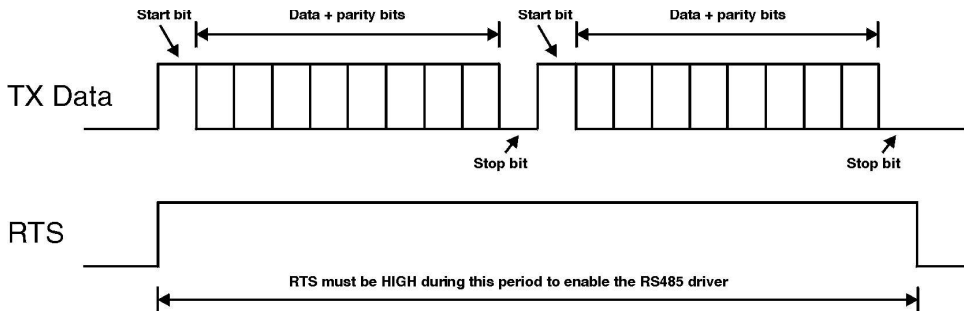 Start bit
Data + parity bits
Start bit
Data + parity bits
TX Data
Stop bit
Stop bit
RTS
RTS must be HIGH during this period to enable the RS485 driver